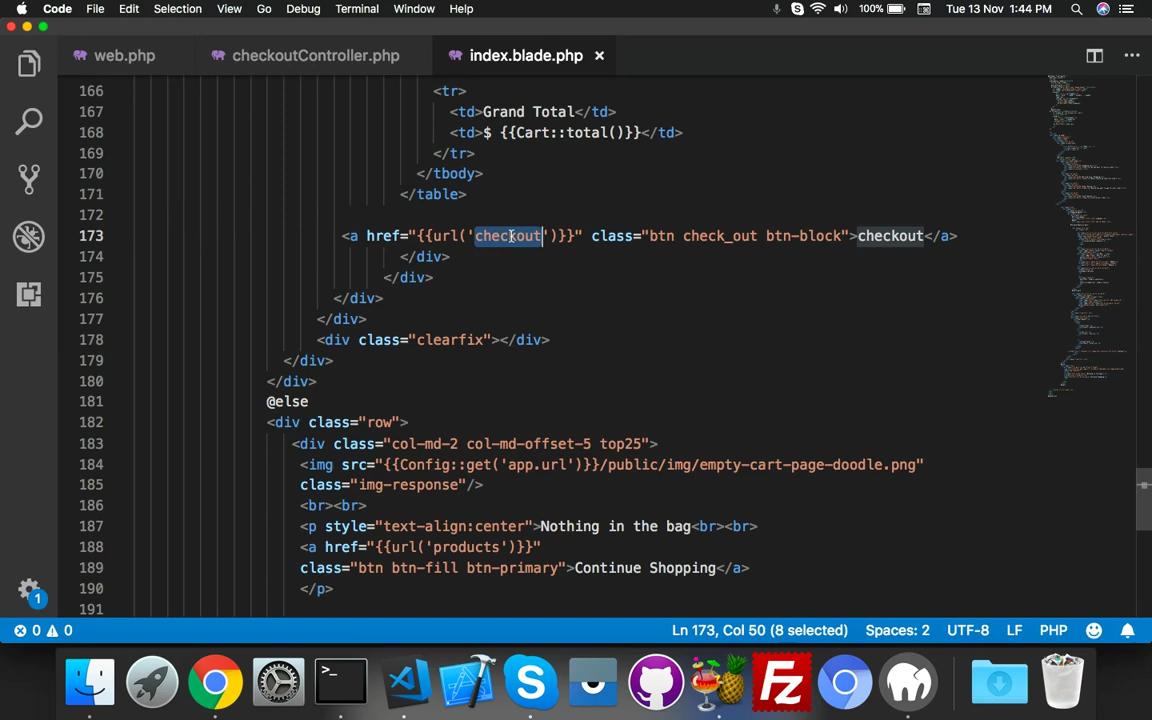 Code File Edit Selection View Go Debug Terminal Window Help 100% Tue 13 Nov 1:44 PM
web.php checkoutController.php index.blade.php
166 <tr>
167 <td>Grand Total</td>
168 <td>$ {{Cart::total()}}</td>
169 </tr>
170 </tbody>
171 </table>
172
173 <a href="{{url('checkout')}}" class="btn check_out btn-block">checkout</a>
174 </div>
175 </div>
176 </div>
177 </div>
178 <div class="clearfix"></div>
179 </div>
180 </div>
181 @else
182 <div class="row">
183 <div class="col-md-2 col-md-offset-5 top25">
184 <img src="{{Config::get('app.url')}}/public/img/empty-cart-page-doodle.png"
185 class="img-response"/>
186 <br><br>
187 <p style="text-align:center">Nothing in the bag<br><br>
188 <a href="{{url('products')}}"
189 class="btn btn-fill btn-primary">Continue Shopping</a>
190 </p>
191
1
0 0 Ln 173, Col 50 (8 selected) Spaces: 2 UTF-8 LF PHP